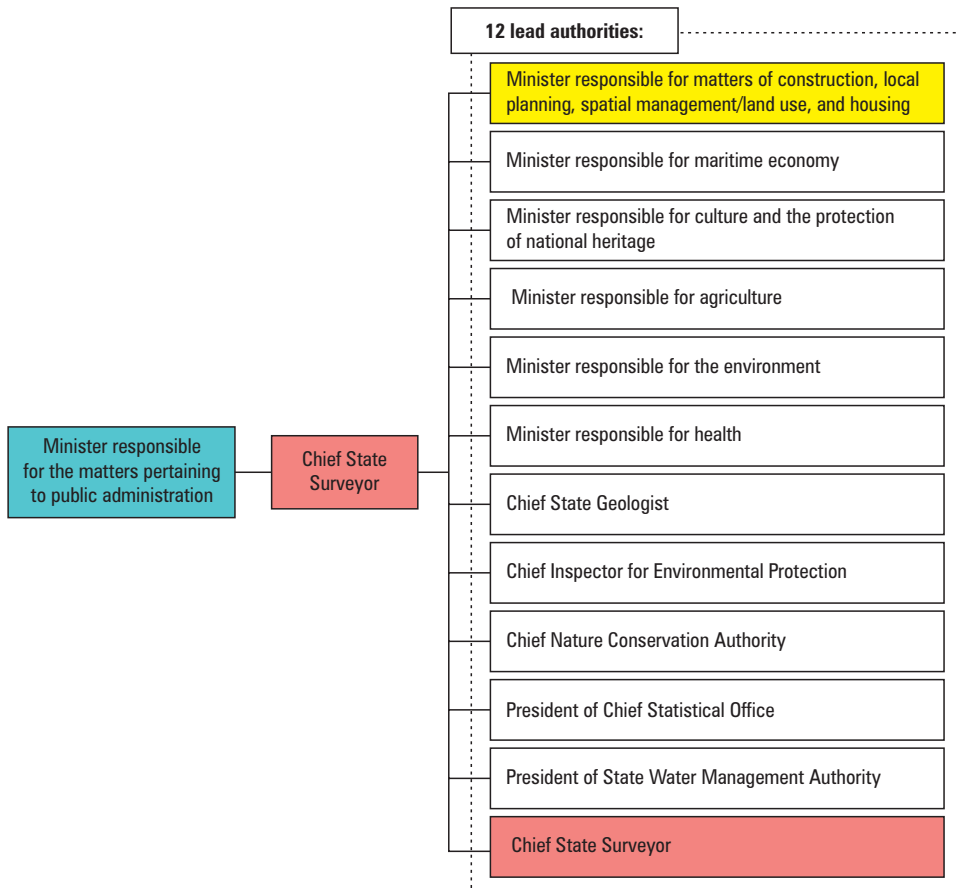 12 lead authorities:
Minister responsible for matters of construction, local
planning, spatial management/land use, and housing
Minister responsible for maritime economy
Minister responsible for culture and the protection
of national heritage
Minister responsible for agriculture
Minister responsible for the environment
Minister responsible for health
Minister responsible
for the matters pertaining
to public administration
Chief State
Surveyor
Chief State Geologist
Chief Inspector for Environmental Protection
Chief Nature Conservation Authority
President of Chief Statistical Office
President of State Water Management Authority
Chief State Surveyor